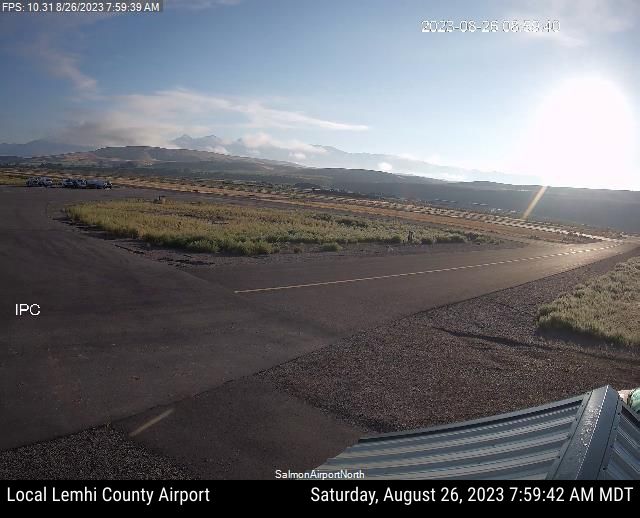 FPS: 10.31 8/26/2023 7:59:39 AM
2023-08-26 08:59:40
IPC
SalmonAirportNorth
Local Lemhi County Airport
Saturday, August 26, 2023 7:59:42 AM MDT